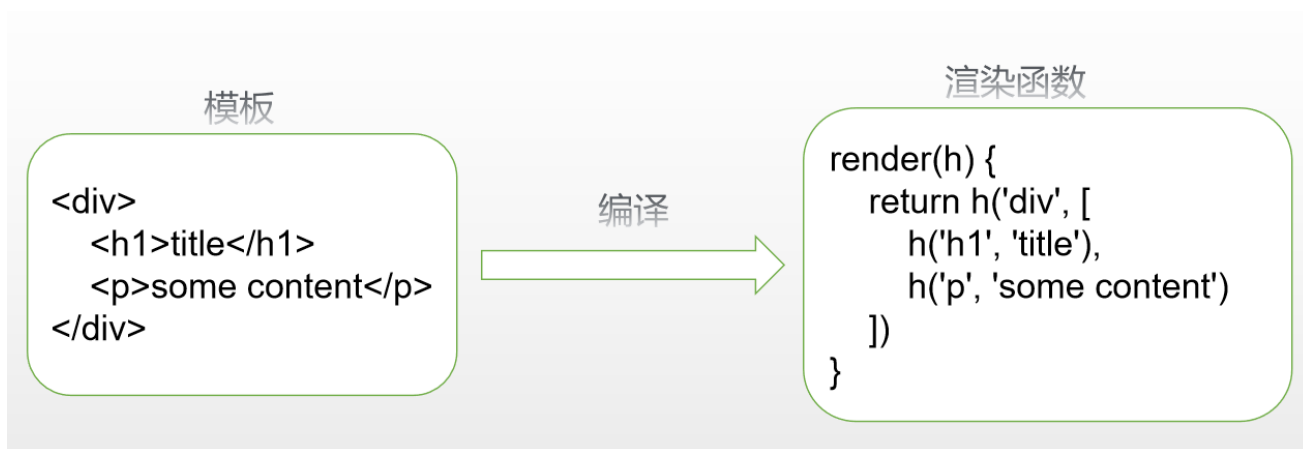 模板
<div>
<h1>title</h1>
<p>some content</p>
</div>
编译
渲染函数
render(h) {
return h('div', [
h('h1', 'title'),
h('p', 'some content')
])
}